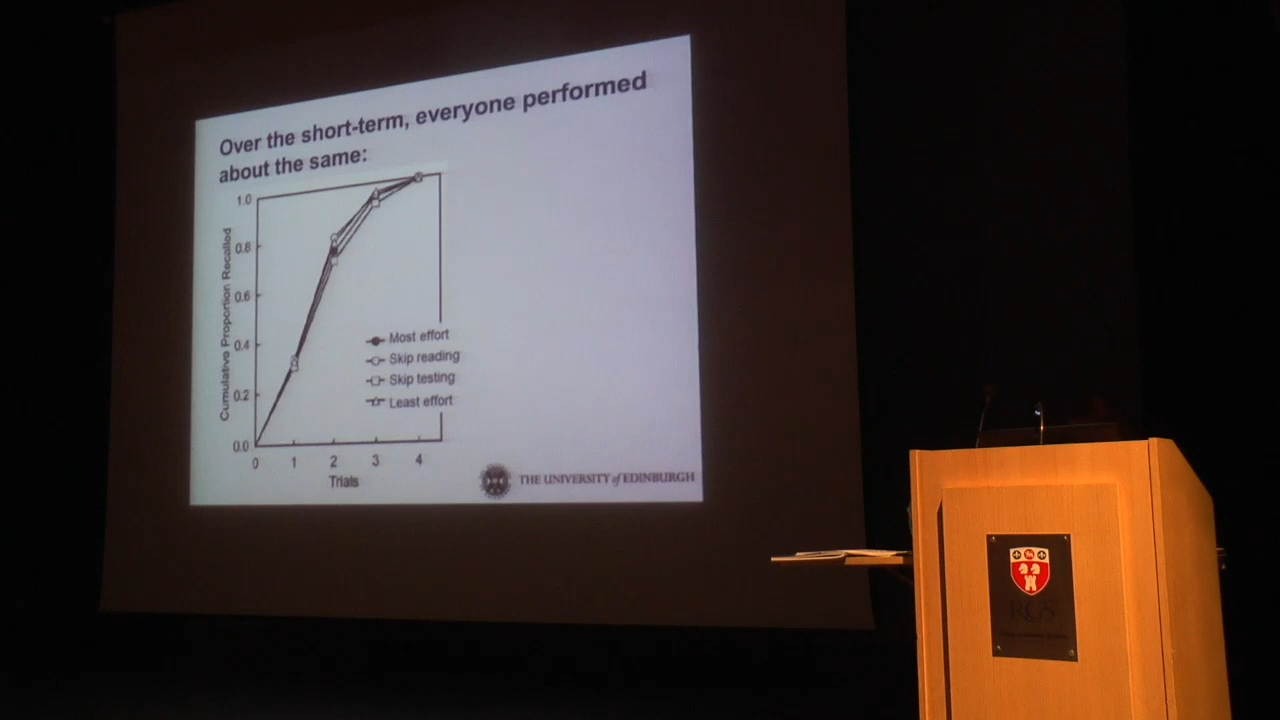 Over the short-term, everyone performed
about the same:
Cumulative Proportion Recalled
1.0
0.8
0.6
0.4
0.2
0.0
0 1 2 3 4
Trials
Most effort
Skip reading
Skip testing
Least effort
THE UNIVERSITY of EDINBURGH
RGS